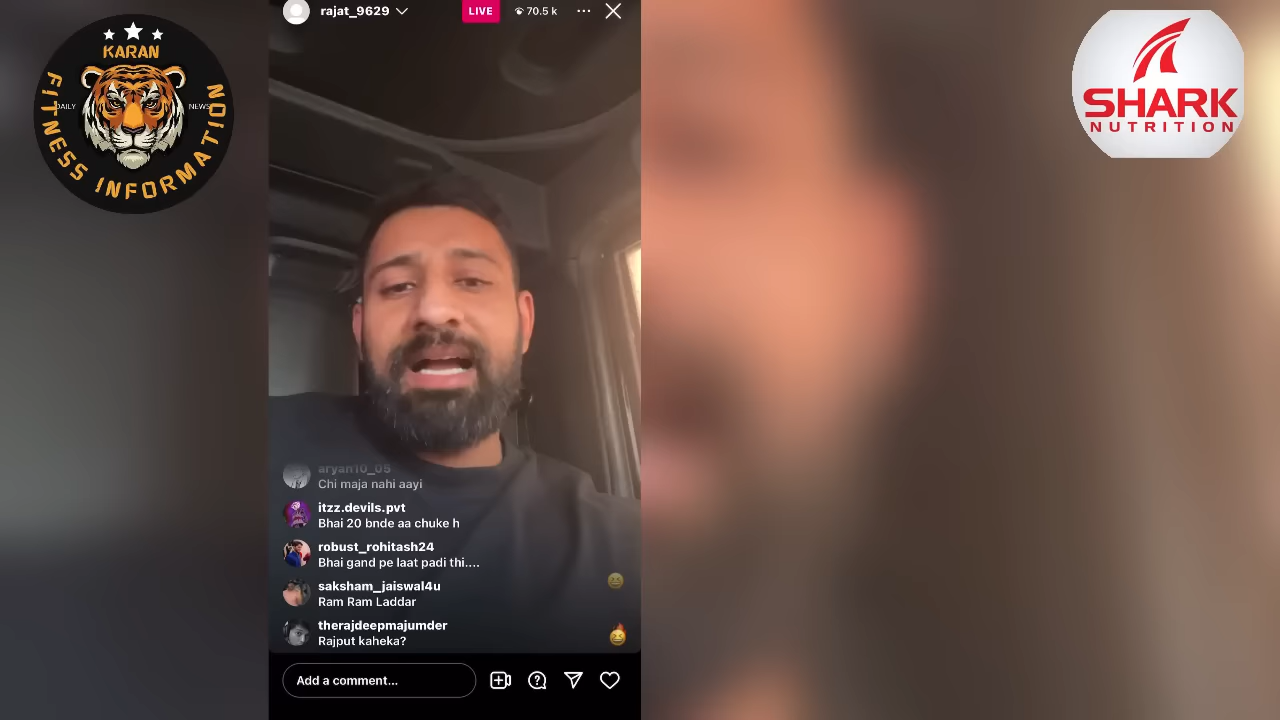 KARAN
DAILY
NEWS
FITNESS INFORMATION
rajat_9629
LIVE
70.5 k
SHARK
NUTRITION
aryan10_05
Chi maja nahi aayi
itzz.devils.pvt
Bhai 20 bnde aa chuke h
robust_rohitash24
Bhai gand pe laat padi thi....
saksham_jaiswal4u
Ram Ram Laddar
therajdeepmajumder
Rajput kaheka?
Add a comment...